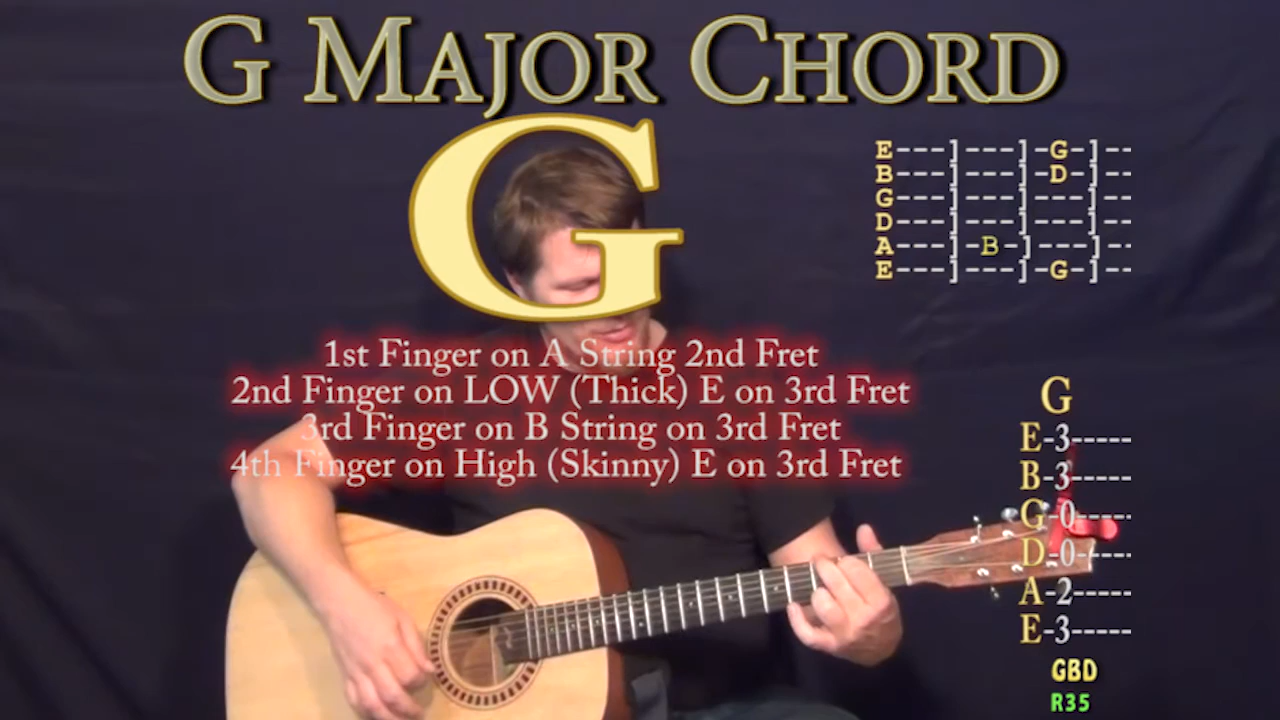 G MAJOR CHORD
G
E---]---]-G-]--
B---]---]-D-]--
G---]---]---]--
D---]---]---]--
A---]-B-]---]--
E---]---]-G-]--
1st Finger on A String 2nd Fret
2nd Finger on LOW (Thick) E on 3rd Fret
3rd Finger on B String on 3rd Fret
4th Finger on High (Skinny) E on 3rd Fret
G
E-3-----
B-3-----
G-0-----
D-0-----
A-2-----
E-3-----
GBD
R35